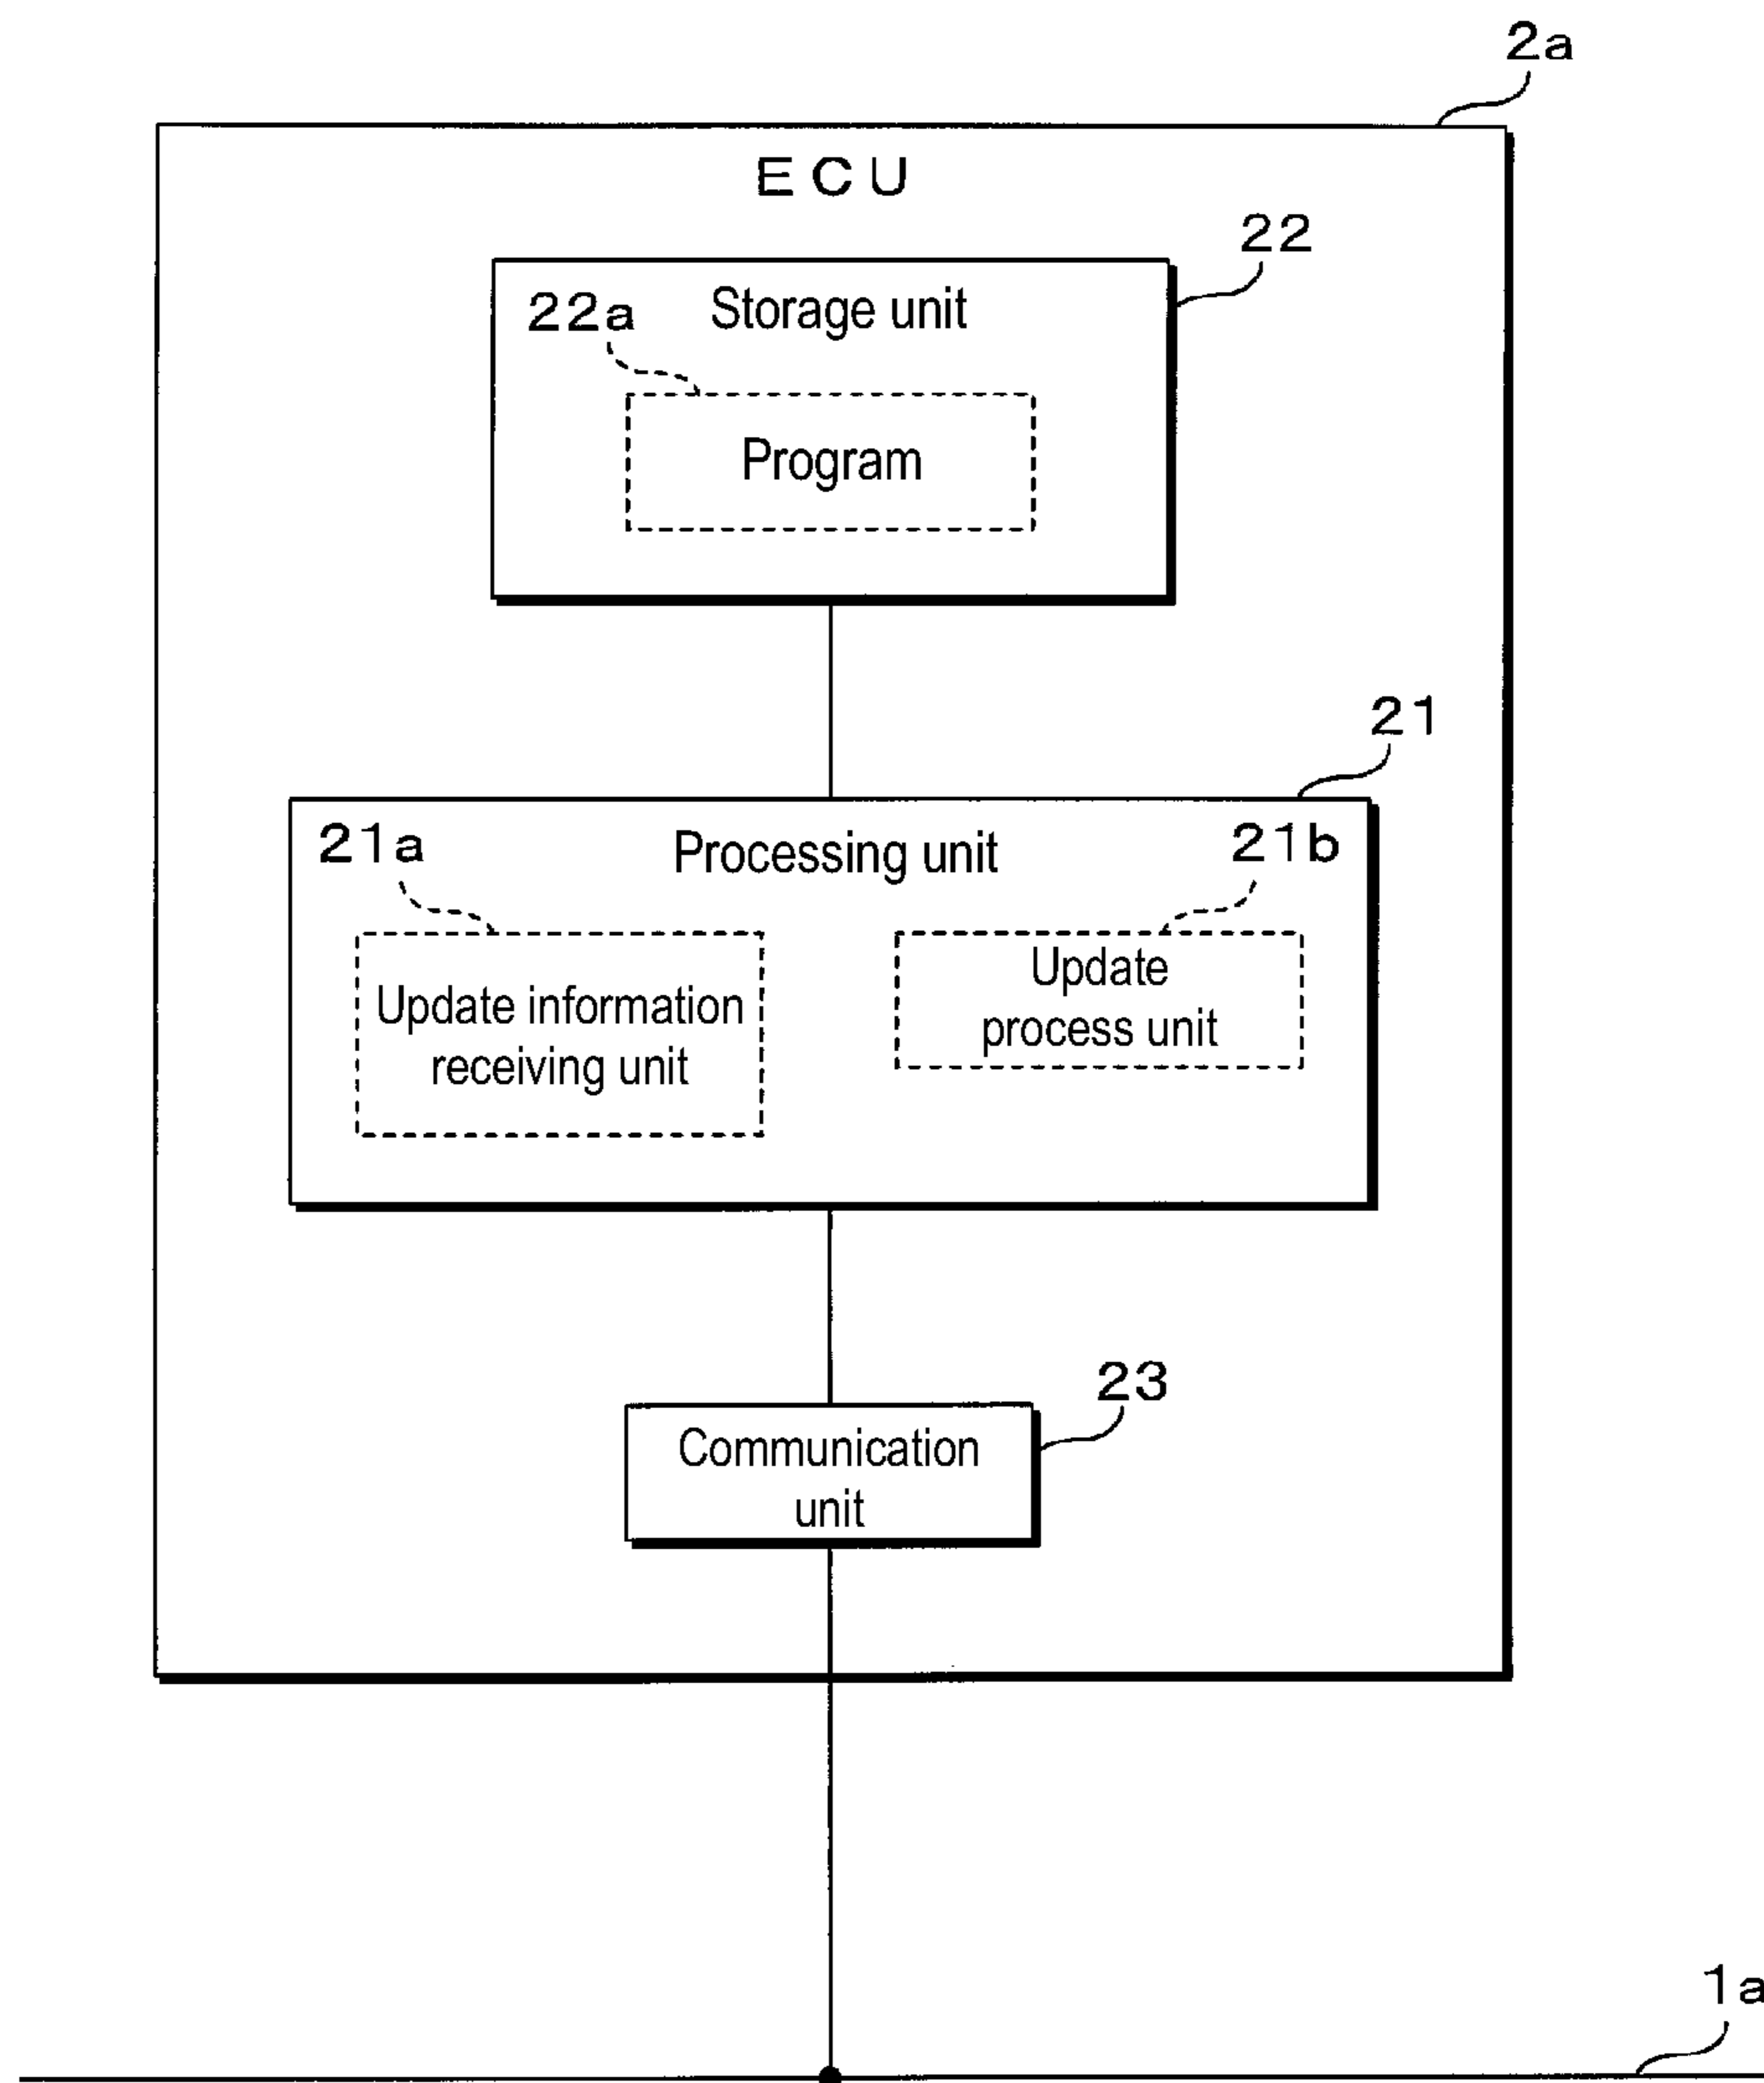 2a
ECU
22
22a
Storage unit
Program
21
21a
Processing unit
21b
Update information
receiving unit
Update
process unit
23
Communication
unit
1a